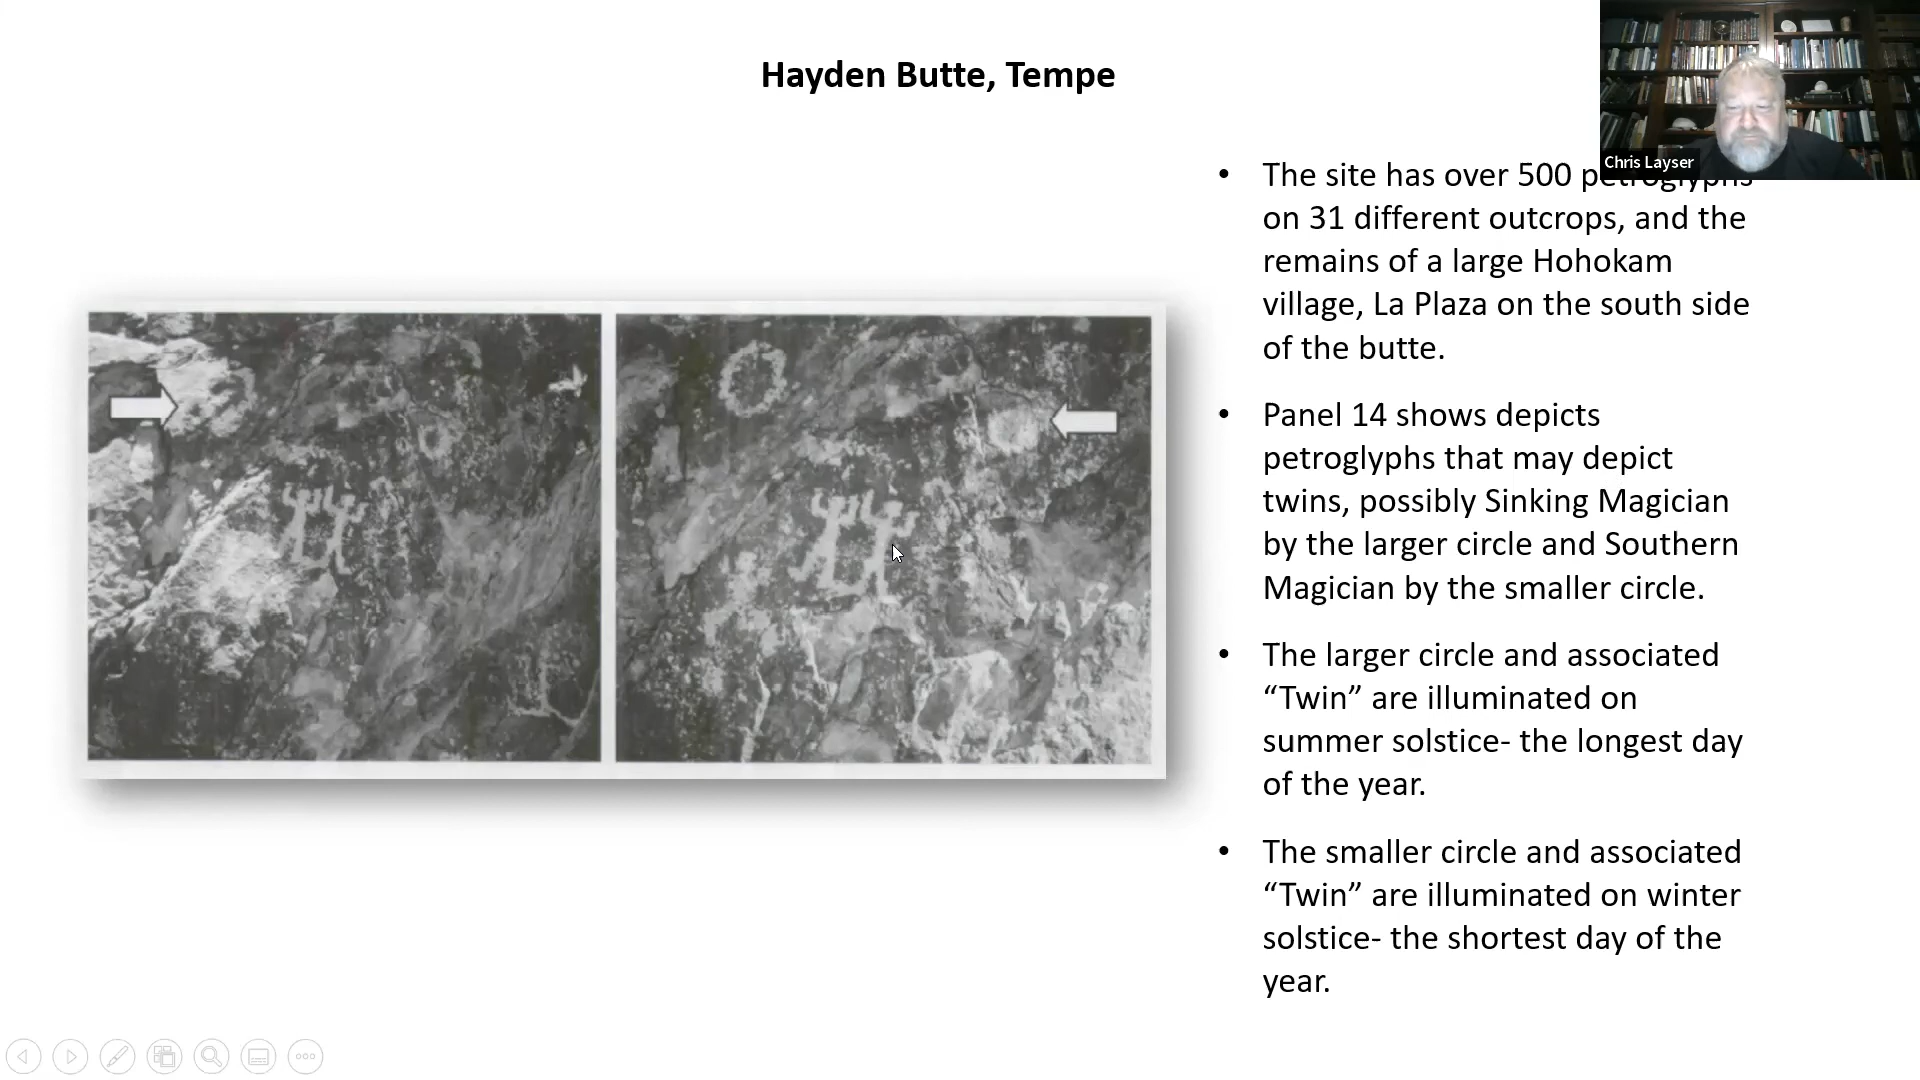 Hayden Butte, Tempe
Chris Layser
• The site has over 500 petroglyphs
on 31 different outcrops, and the
remains of a large Hohokam
village, La Plaza on the south side
of the butte.
• Panel 14 shows depicts
petroglyphs that may depict
twins, possibly Sinking Magician
by the larger circle and Southern
Magician by the smaller circle.
• The larger circle and associated
“Twin” are illuminated on
summer solstice- the longest day
of the year.
• The smaller circle and associated
“Twin” are illuminated on winter
solstice- the shortest day of the
year.